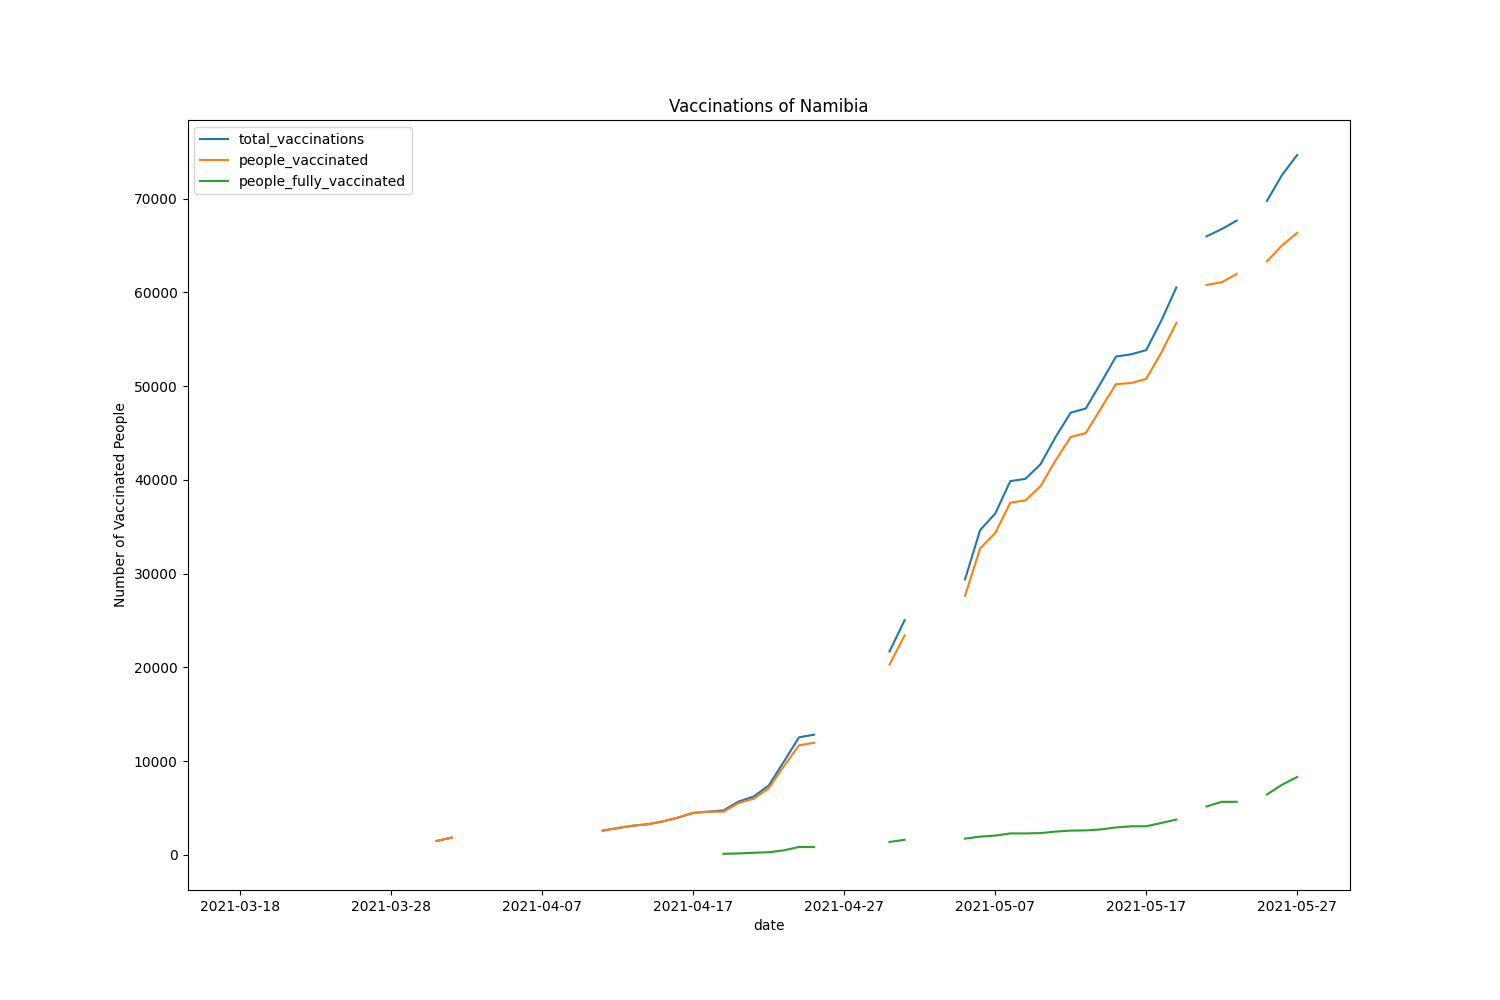 Vaccinations of Namibia
total_vaccinations
people_vaccinated
people_fully_vaccinated
Number of Vaccinated People
70000
60000
50000
40000
30000
20000
10000
0
2021-03-18 2021-03-28 2021-04-07 2021-04-17 2021-04-27 2021-05-07 2021-05-17 2021-05-27
date